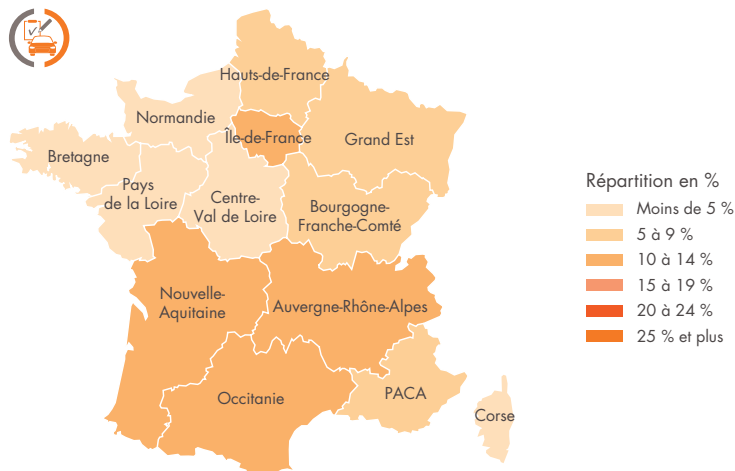 Hauts-de-France
Normandie
Île-de-France
Grand Est
Bretagne
Pays
de la Loire
Centre-
Val de Loire
Bourgogne-
Franche-Comté
Nouvelle-
Aquitaine
Auvergne-Rhône-Alpes
Occitanie
PACA
Corse
Répartition en %
Moins de 5 %
5 à 9 %
10 à 14 %
15 à 19 %
20 à 24 %
25 % et plus